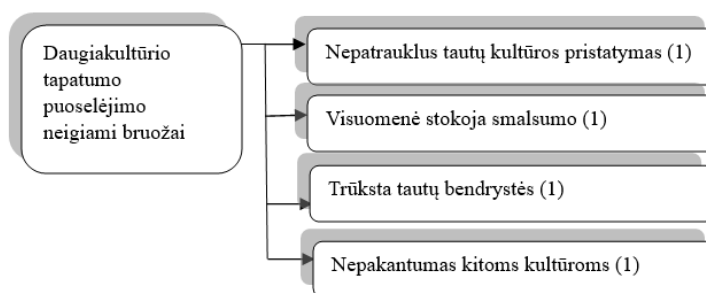 Daugiakultūrio
tapatumo
puoselėjimo
neigiami bruožai
Nepatrauklus tautų kultūros pristatymas (1)
Visuomenė stokoja smalsumo (1)
Trūksta tautų bendrystės (1)
Nepakantumas kitoms kultūroms (1)